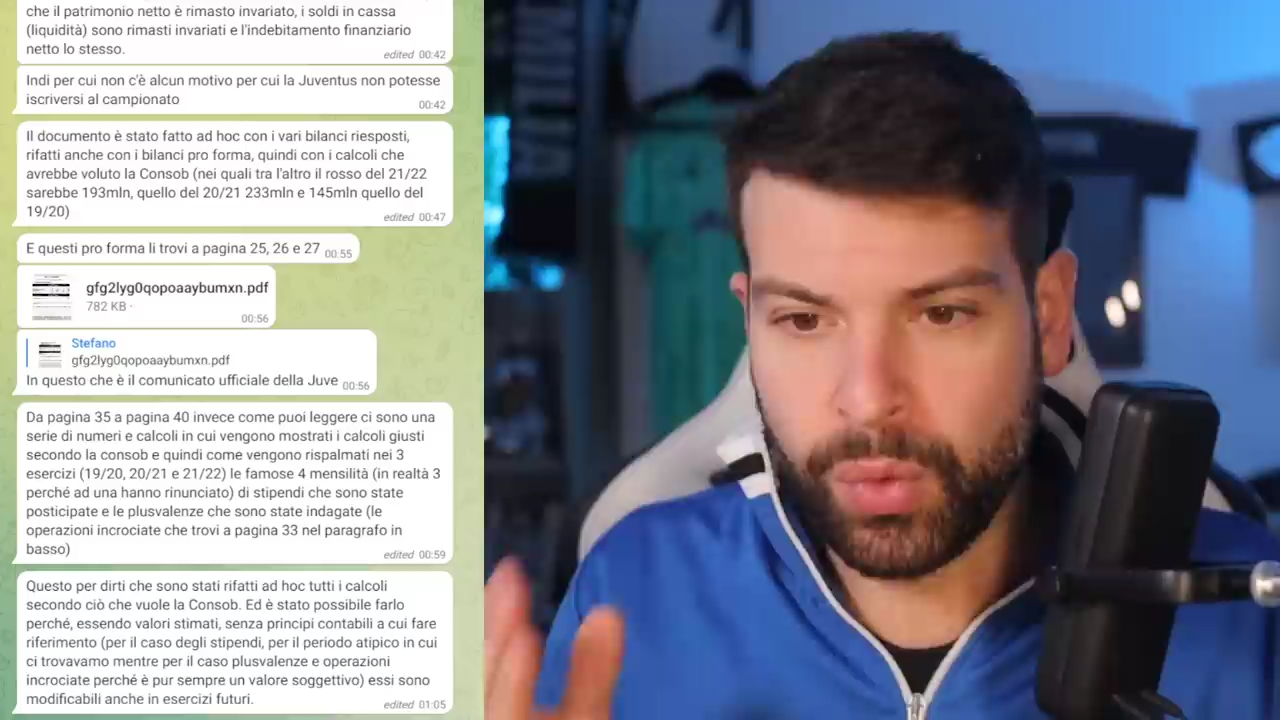 che il patrimonio netto è rimasto invariato, i soldi in cassa
(liquidità) sono rimasti invariati e l'indebitamento finanziario
netto lo stesso.
edited 00:42
Indi per cui non c'è alcun motivo per cui la Juventus non potesse
iscriversi al campionato
00:42
Il documento è stato fatto ad hoc con i vari bilanci riesposti,
rifatti anche con i bilanci pro forma, quindi con i calcoli che
avrebbe voluto la Consob (nei quali tra l'altro il rosso del 21/22
sarebbe 193mln, quello del 20/21 233mln e 145mln quello del
19/20)
edited 00:47
E questi pro forma li trovi a pagina 25, 26 e 27 00:55
gfg2lyg0qopoaaybumxn.pdf
782 KB ·
00:56
Stefano
gfg2lyg0qopoaaybumxn.pdf
In questo che è il comunicato ufficiale della Juve 00:56
Da pagina 35 a pagina 40 invece come puoi leggere ci sono una
serie di numeri e calcoli in cui vengono mostrati i calcoli giusti
secondo la consob e quindi come vengono rispalmati nei 3
esercizi (19/20, 20/21 e 21/22) le famose 4 mensilità (in realtà 3
perché ad una hanno rinunciato) di stipendi che sono state
posticipate e le plusvalenze che sono state indagate (le
operazioni incrociate che trovi a pagina 33 nel paragrafo in
basso)
edited 00:59
Questo per dirti che sono stati rifatti ad hoc tutti i calcoli
secondo ciò che vuole la Consob. Ed è stato possibile farlo
perché, essendo valori stimati, senza principi contabili a cui fare
riferimento (per il caso degli stipendi, per il periodo atipico in cui
ci trovavamo mentre per il caso plusvalenze e operazioni
incrociate perché è pur sempre un valore soggettivo) essi sono
modificabili anche in esercizi futuri.
edited 01:05